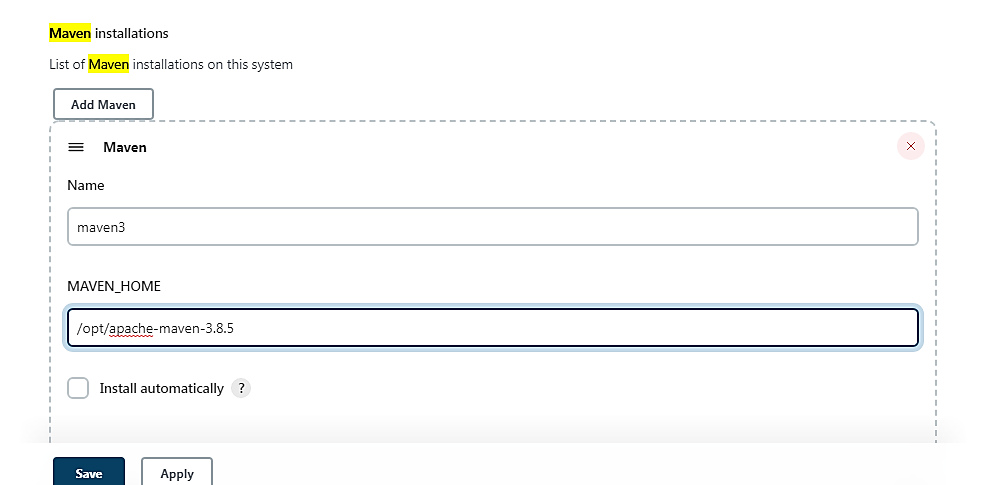 Maven installations
List of Maven installations on this system
Add Maven
Maven
Name
maven3
MAVEN_HOME
/opt/apache-maven-3.8.5
Install automatically ?
Save Apply